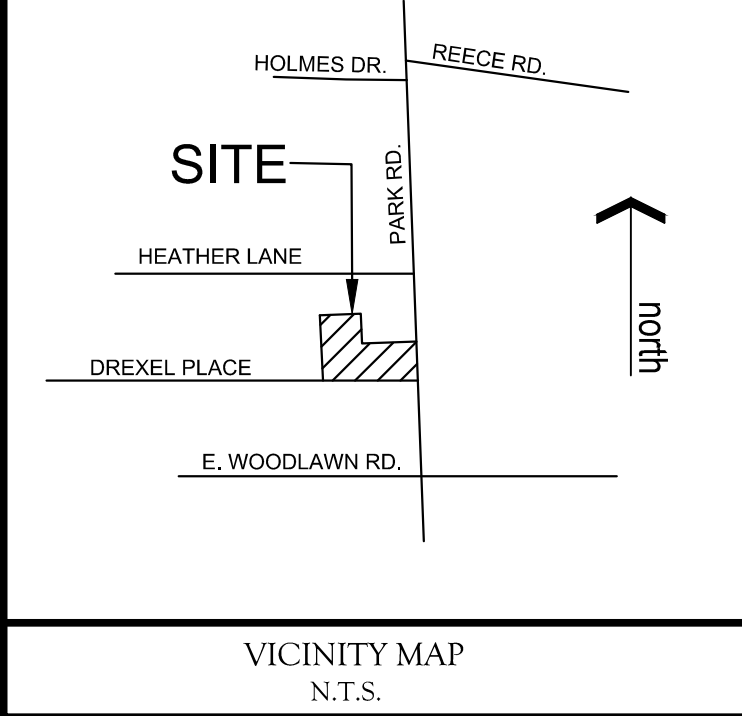 HOLMES DR.
REECE RD.
SITE
PARK RD.
HEATHER LANE
north
DREXEL PLACE
E. WOODLAWN RD.
VICINITY MAP
N.T.S.